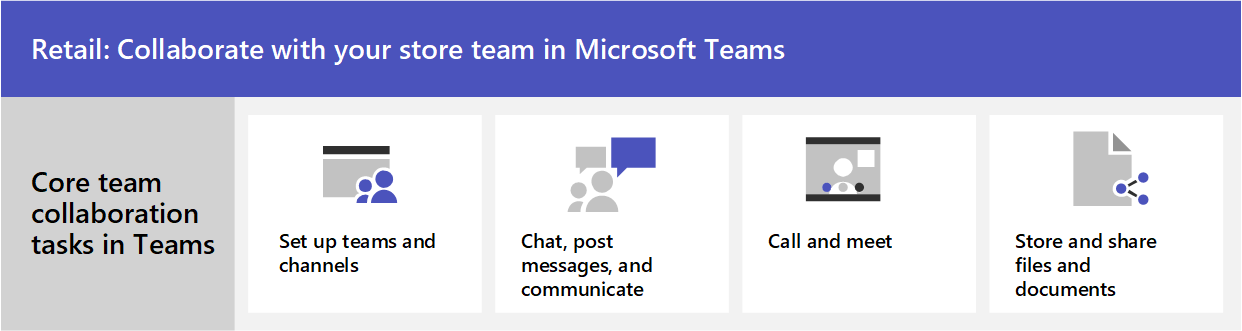 Retail: Collaborate with your store team in Microsoft Teams
Core team
collaboration
tasks in Teams
Set up teams and
channels
Chat, post
messages, and
communicate
Call and meet
Store and share
files and
documents